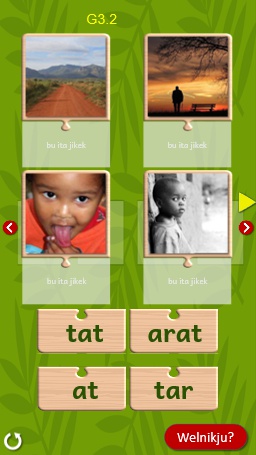 G3.2
bu ita jikek
bu ita jikek
bu ita jikek
bu ita jikek
tat
arat
at
tar
Welnikju?